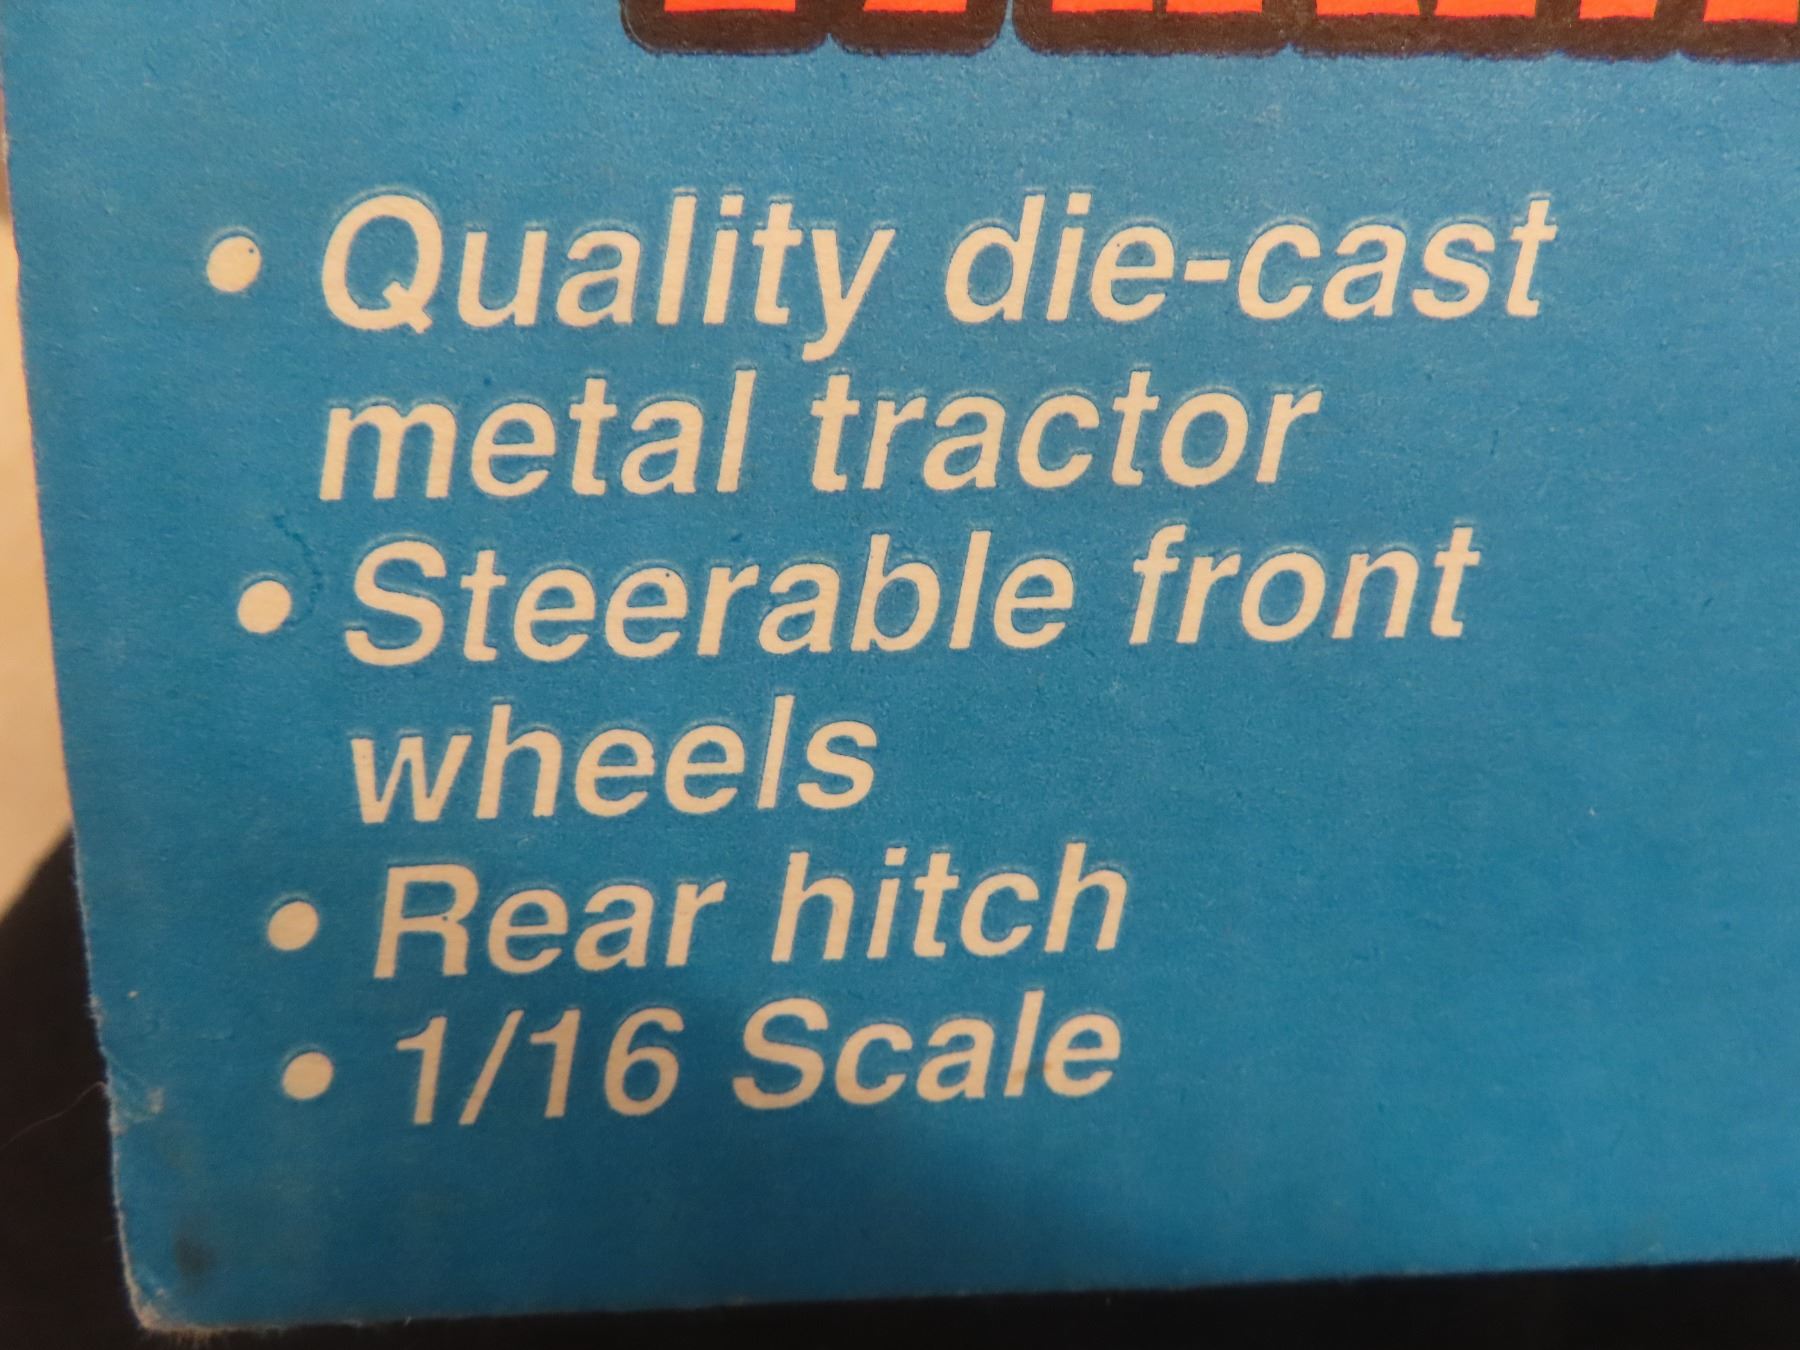 • Quality die-cast
metal tractor
• Steerable front
wheels
• Rear hitch
• 1/16 Scale